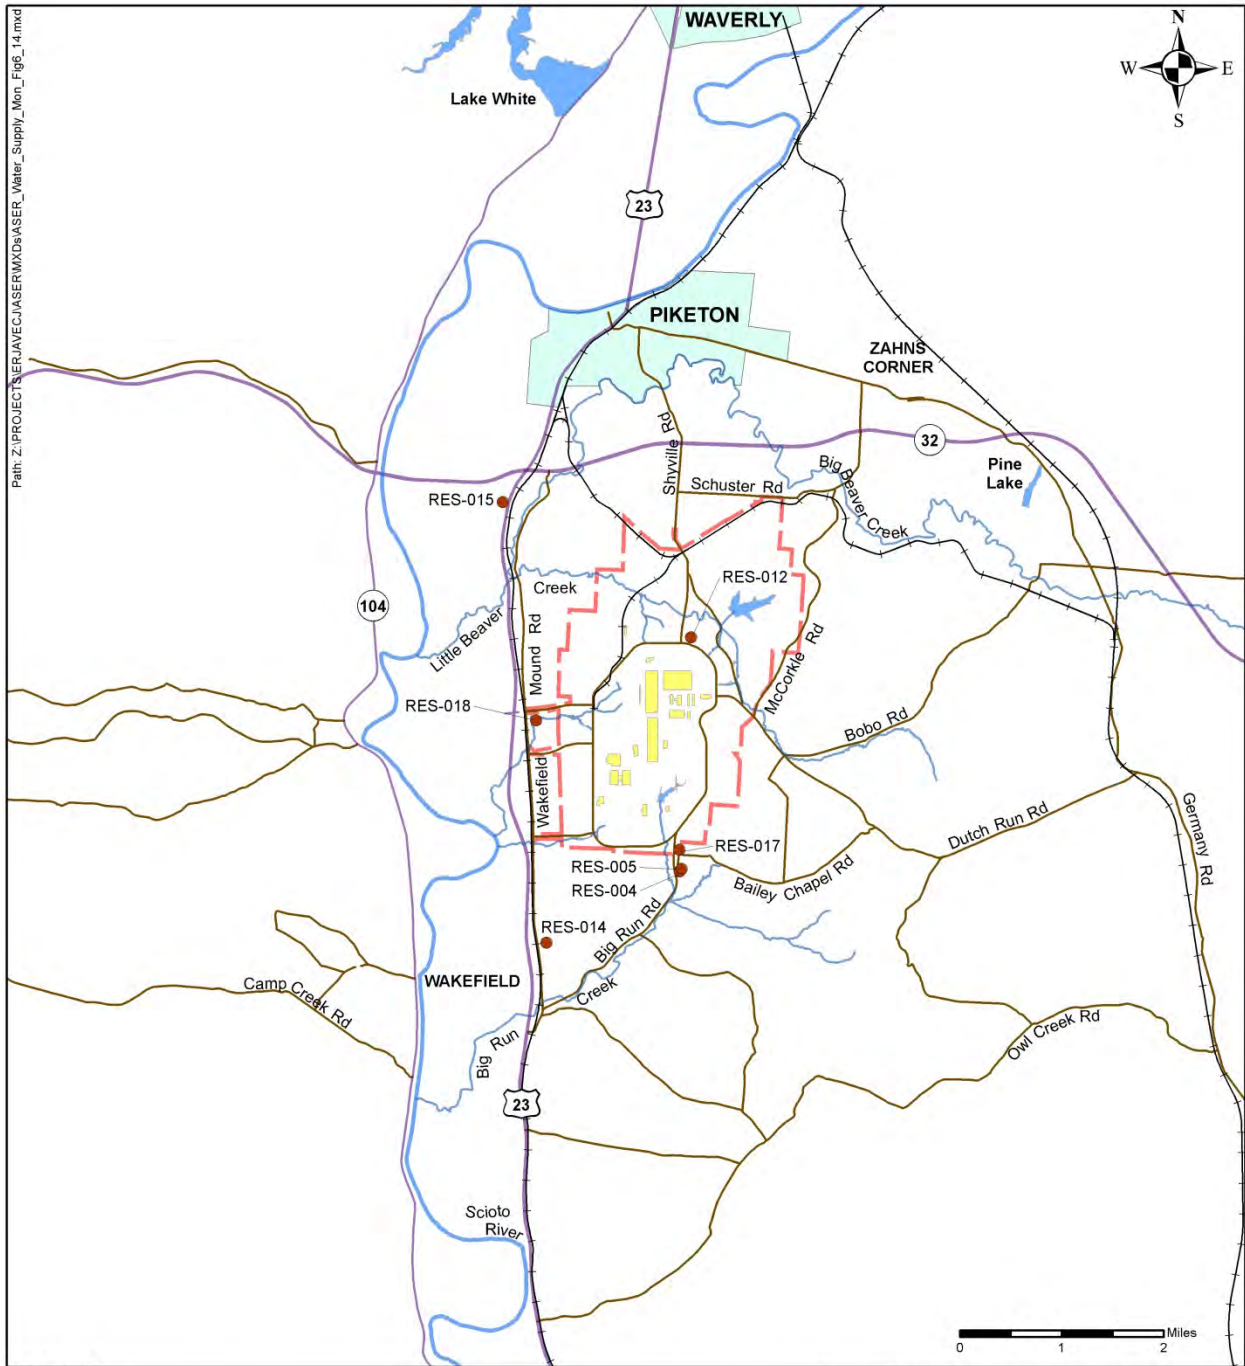 Path: Z:\PROJECTS\ERJAVECJ\ASER\MXDs\ASER_Water_Supply_Mon_Fig6_14.mxd
WAVERLY
N
W
E
S
Lake White
23
PIKETON
ZAHNS
CORNER
32
Shyville Rd
Big Beaver Creek
Pine
Lake
Schuster Rd
RES-015
RES-012
Creek
104
Little Beaver
Mound Rd
McCorkle Rd
RES-018
Bobo Rd
Wakefield
Germany Rd
Dutch Run Rd
RES-017
RES-005
RES-004
Bailey Chapel Rd
RES-014
Big Run Rd
WAKEFIELD
Camp Creek Rd
Creek
Big Run
Owl Creek Rd
23
Scioto
River
Miles
0
1
2